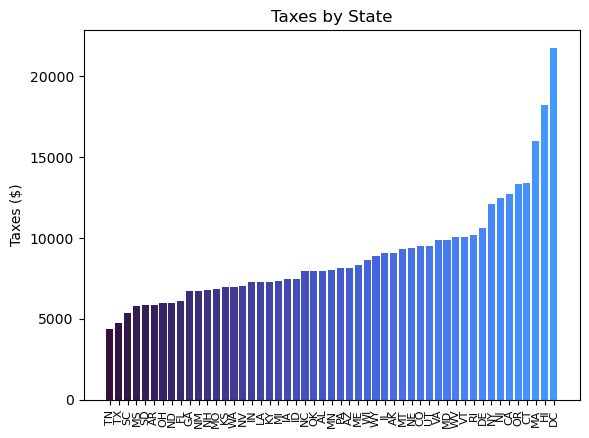 Taxes by State
Taxes ($)
20000
15000
10000
5000
0
TN TX SC MS SD AR OH ND FL GA NM NH MO KS WA NV IN LA KY MI IA ID NC OK AL MN PA AZ ME WI WY IL AK MT NE CO UT VA MD WV VT RI DE NY NJ CA OR CT MA HI DC